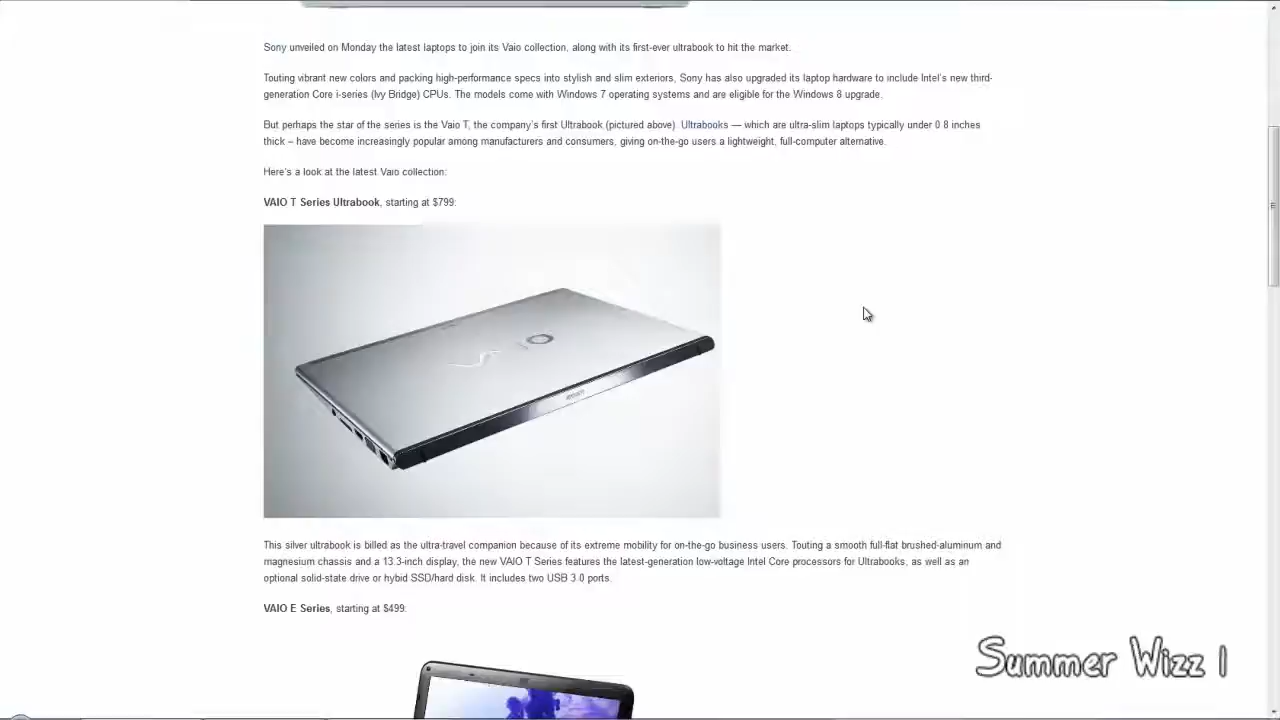 Sony unveiled on Monday the latest laptops to join its Vaio collection, along with its first-ever ultrabook to hit the market.
Touting vibrant new colors and packing high-performance specs into stylish and slim exteriors, Sony has also upgraded its laptop hardware to include Intel's new third-
generation Core i-series (Ivy Bridge) CPUs. The models come with Windows 7 operating systems and are eligible for the Windows 8 upgrade.
But perhaps the star of the series is the Vaio T, the company's first Ultrabook (pictured above). Ultrabooks — which are ultra-slim laptops typically under 0.8 inches
thick – have become increasingly popular among manufacturers and consumers, giving on-the-go users a lightweight, full-computer alternative.
Here's a look at the latest Vaio collection:
VAIO T Series Ultrabook, starting at $799:
VAIO
This silver ultrabook is billed as the ultra-travel companion because of its extreme mobility for on-the-go business users. Touting a smooth full-flat brushed-aluminum and
magnesium chassis and a 13.3-inch display, the new VAIO T Series features the latest-generation low-voltage Intel Core processors for Ultrabooks, as well as an
optional solid-state drive or hybid SSD/hard disk. It includes two USB 3.0 ports.
VAIO E Series, starting at $499:
Summer Wizz 1